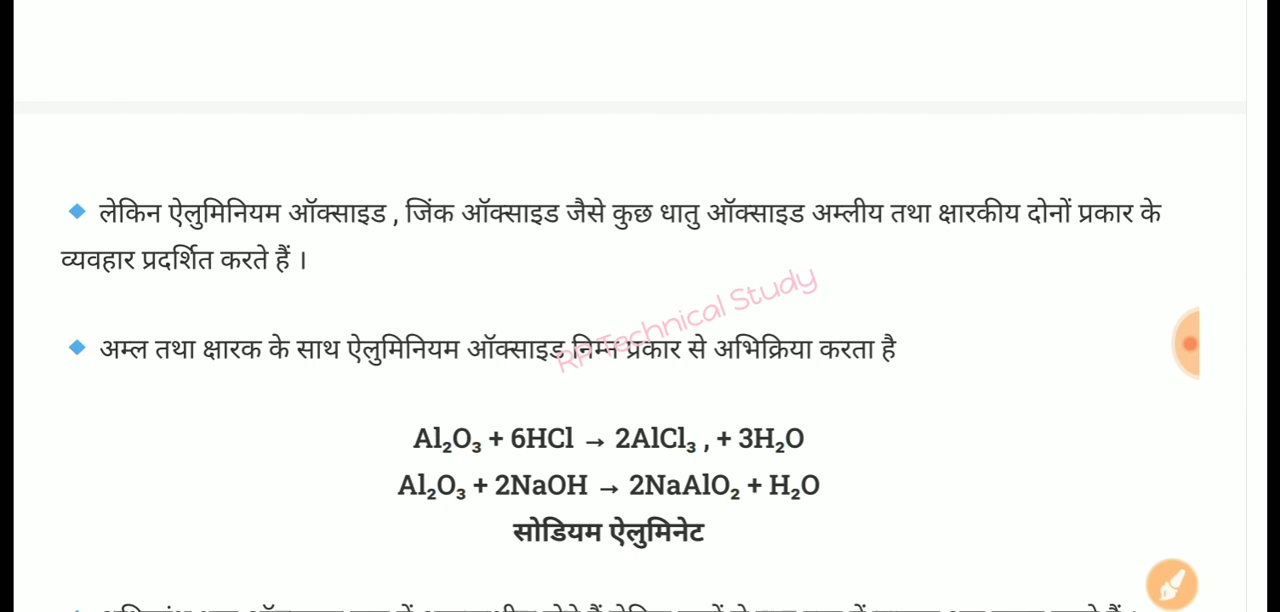 लेकिन ऐलुमिनियम ऑक्साइड , जिंक ऑक्साइड जैसे कुछ धातु ऑक्साइड अम्लीय तथा क्षारकीय दोनों प्रकार के
व्यवहार प्रदर्शित करते हैं ।
RP Technical Study
अम्ल तथा क्षारक के साथ ऐलुमिनियम ऑक्साइड निम्न प्रकार से अभिक्रिया करता है
Al₂O₃ + 6HCl → 2AlCl₃ , + 3H₂O
Al₂O₃ + 2NaOH → 2NaAlO₂ + H₂O
सोडियम ऐलुमिनेट